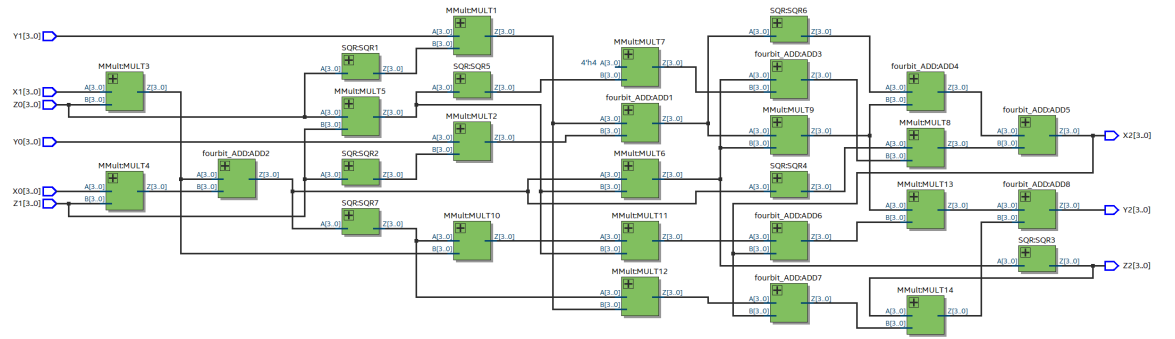 MMult:MULT1
Y1[3..0]
A[3..0] Z[3..0]
B[3..0]
SQR:SQR6
A[3..0] Z[3..0]
SQR:SQR1
A[3..0] Z[3..0]
MMult:MULT7
4'h4 A[3..0] Z[3..0]
B[3..0]
fourbit_ADD:ADD3
A[3..0] Z[3..0]
B[3..0]
MMult:MULT3
X1[3..0]
A[3..0] Z[3..0]
Z0[3..0]
B[3..0]
SQR:SQR5
A[3..0] Z[3..0]
fourbit_ADD:ADD4
A[3..0] Z[3..0]
B[3..0]
MMult:MULT5
A[3..0] Z[3..0]
B[3..0]
fourbit_ADD:ADD1
A[3..0] Z[3..0]
B[3..0]
MMult:MULT9
A[3..0] Z[3..0]
B[3..0]
fourbit_ADD:ADD5
A[3..0] Z[3..0]
B[3..0]
X2[3..0]
Y0[3..0]
MMult:MULT2
A[3..0] Z[3..0]
B[3..0]
MMult:MULT8
A[3..0] Z[3..0]
B[3..0]
fourbit_ADD:ADD2
A[3..0] Z[3..0]
B[3..0]
SQR:SQR2
A[3..0] Z[3..0]
MMult:MULT6
A[3..0] Z[3..0]
B[3..0]
SQR:SQR4
A[3..0] Z[3..0]
MMult:MULT4
X0[3..0]
A[3..0] Z[3..0]
Z1[3..0]
B[3..0]
MMult:MULT13
A[3..0] Z[3..0]
B[3..0]
fourbit_ADD:ADD8
A[3..0] Z[3..0]
B[3..0]
Y2[3..0]
SQR:SQR7
A[3..0] Z[3..0]
MMult:MULT10
A[3..0] Z[3..0]
B[3..0]
MMult:MULT11
A[3..0] Z[3..0]
B[3..0]
fourbit_ADD:ADD6
A[3..0] Z[3..0]
B[3..0]
SQR:SQR3
A[3..0] Z[3..0]
Z2[3..0]
MMult:MULT12
A[3..0] Z[3..0]
B[3..0]
fourbit_ADD:ADD7
A[3..0] Z[3..0]
B[3..0]
MMult:MULT14
A[3..0] Z[3..0]
B[3..0]